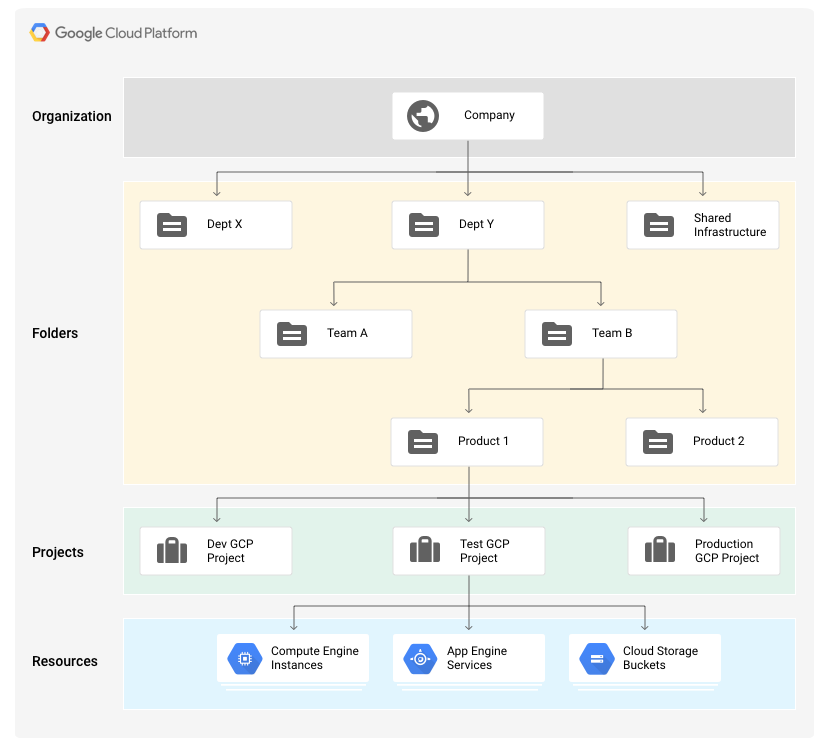 Google Cloud Platform
Organization
Company
Dept X
Dept Y
Shared
Infrastructure
Folders
Team A
Team B
Product 1
Product 2
Projects
Dev GCP
Project
Test GCP
Project
Production
GCP Project
Resources
Compute Engine
Instances
App Engine
Services
Cloud Storage
Buckets